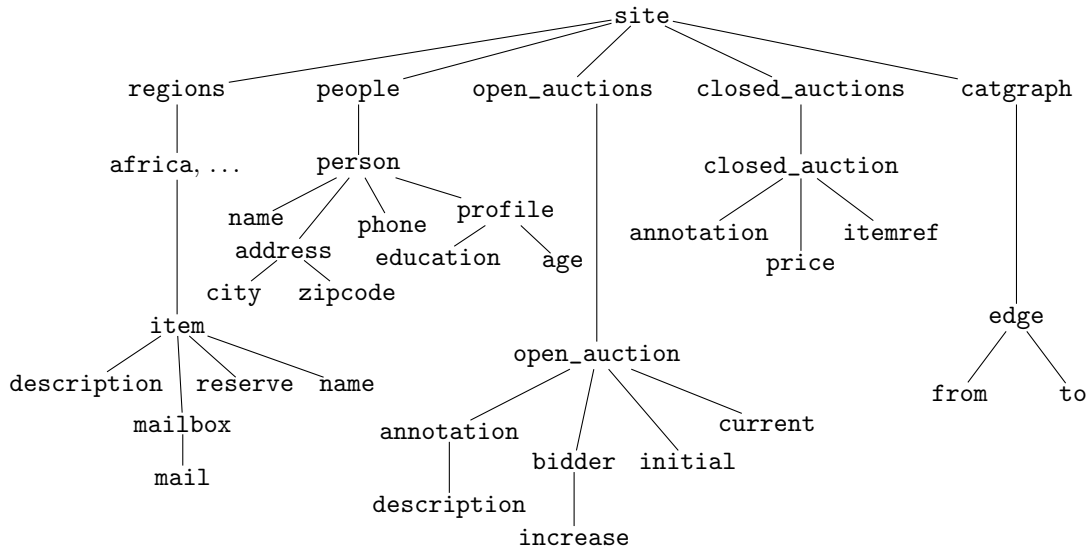 site
regions people open_auctions closed_auctions catgraph
africa, ... person closed_auction
name phone profile annotation itemref
address education age price
city zipcode
item edge
open_auction
description reserve name from to
mailbox annotation current
bidder initial
mail
description
increase